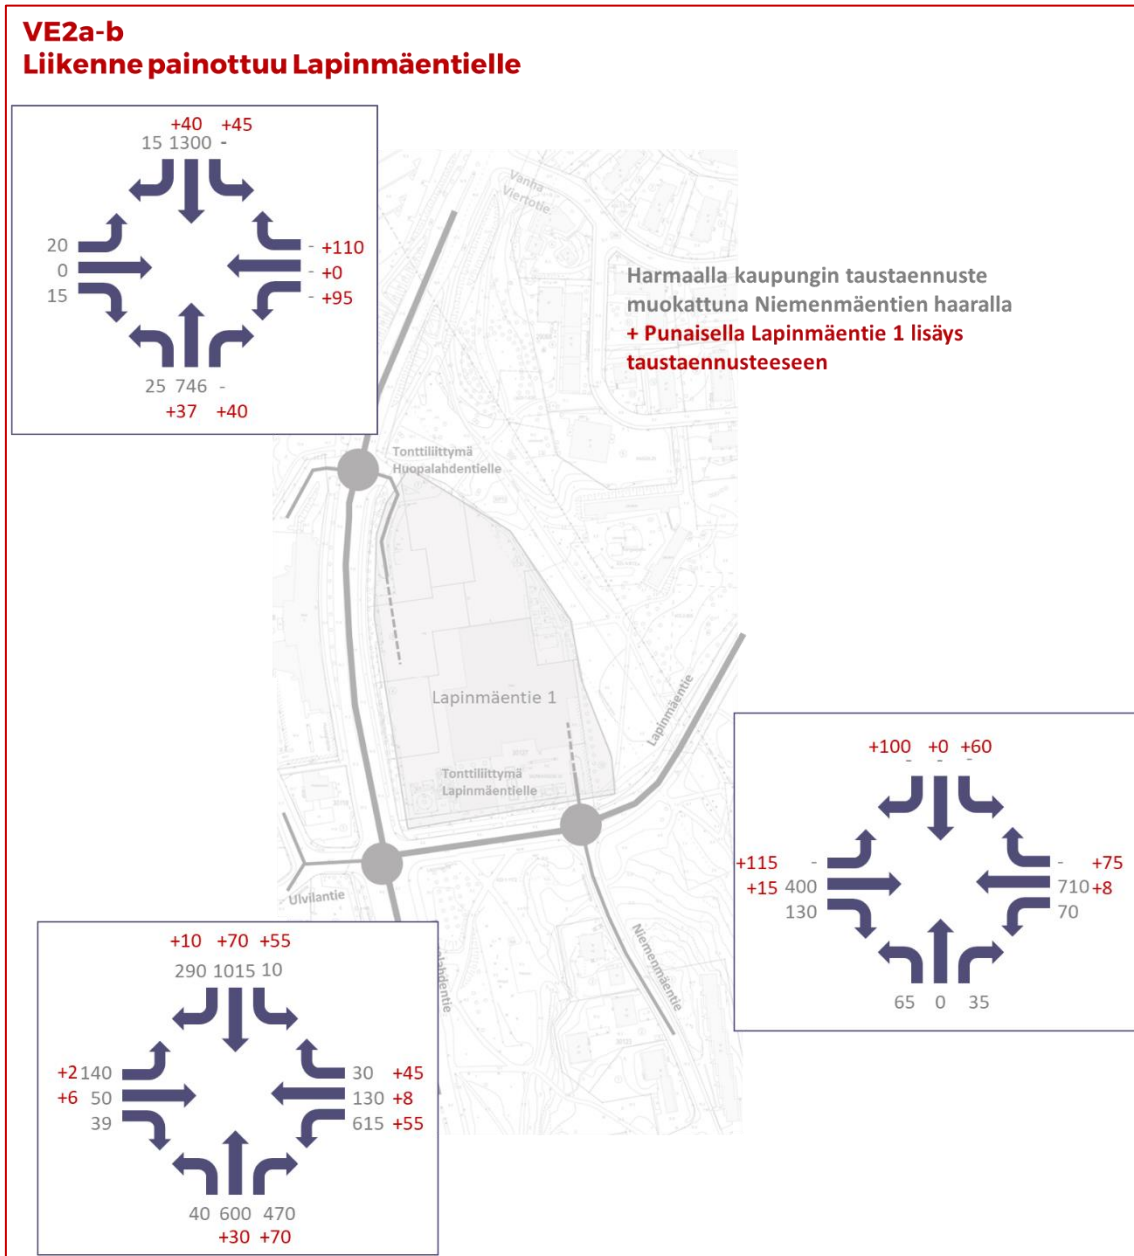 VE2a-b
Liikenne painottuu Lapinmäentielle
+40 +45
15 1300 -
20
0
15
- +110
- +0
- +95
25 746 -
+37 +40
Vanha
Viertotie
Harmaalla kaupungin taustaennuste
muokattuna Niemenmäentien haaralla
+ Punaisella Lapinmäentie 1 lisäys
taustaennusteeseen
Tonttiliittymä
Huopalahdentielle
Lapinmäentie 1
Lapinmäentie
Tonttiliittymä
Lapinmäentielle
Ulvilantie
Niemenmäentie
alahdentie
+100 +0 +60
- - -
+115 -
+15 400
130
- +75
710 +8
70
65 0 35
+10 +70 +55
290 1015 10
+2 140
+6 50
39
30 +45
130 +8
615 +55
40 600 470
+30 +70